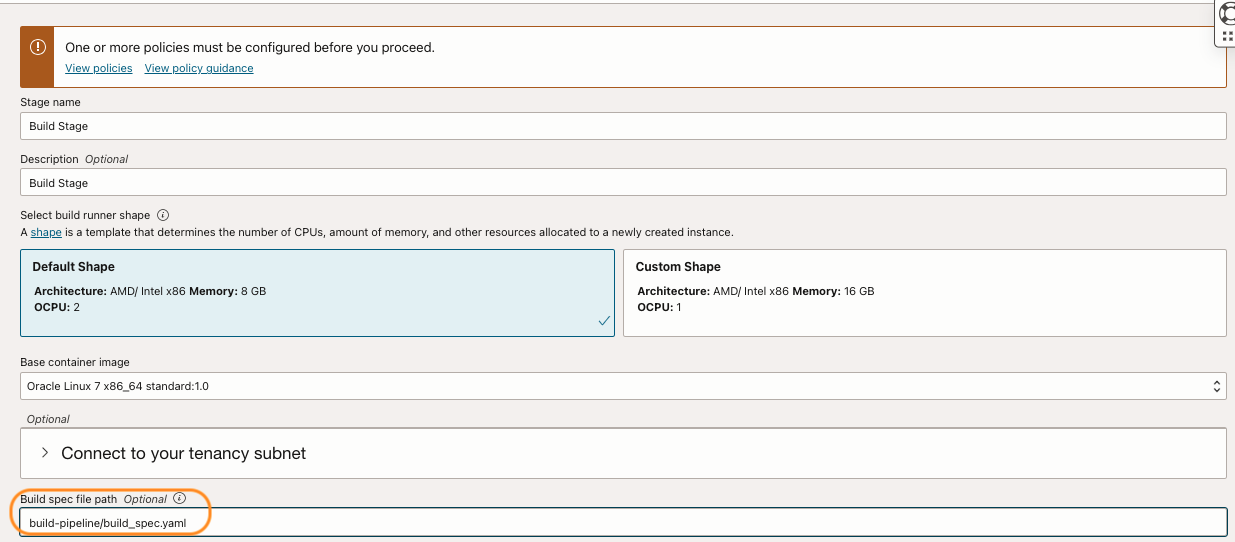 One or more policies must be configured before you proceed.
View policies View policy guidance
Stage name
Build Stage
Description Optional
Build Stage
Select build runner shape
A shape is a template that determines the number of CPUs, amount of memory, and other resources allocated to a newly created instance.
Default Shape
Architecture: AMD/ Intel x86 Memory: 8 GB
OCPU: 2
Custom Shape
Architecture: AMD/ Intel x86 Memory: 16 GB
OCPU: 1
Base container image
Oracle Linux 7 x86_64 standard:1.0
Optional
Connect to your tenancy subnet
Build spec file path Optional
build-pipeline/build_spec.yaml